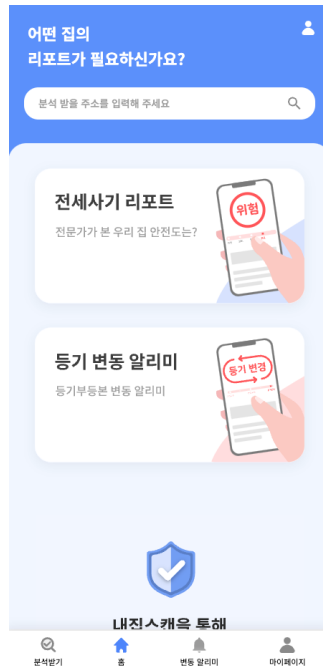 어떤 집의
리포트가 필요하신가요?
분석 받을 주소를 입력해 주세요
전세사기 리포트
전문가가 본 우리 집 안전도는?
위험
등기 변동 알리미
등기부등본 변동 알리미
등기 변경
내집스캔을 통해
분석받기
홈
변동 알리미
마이페이지